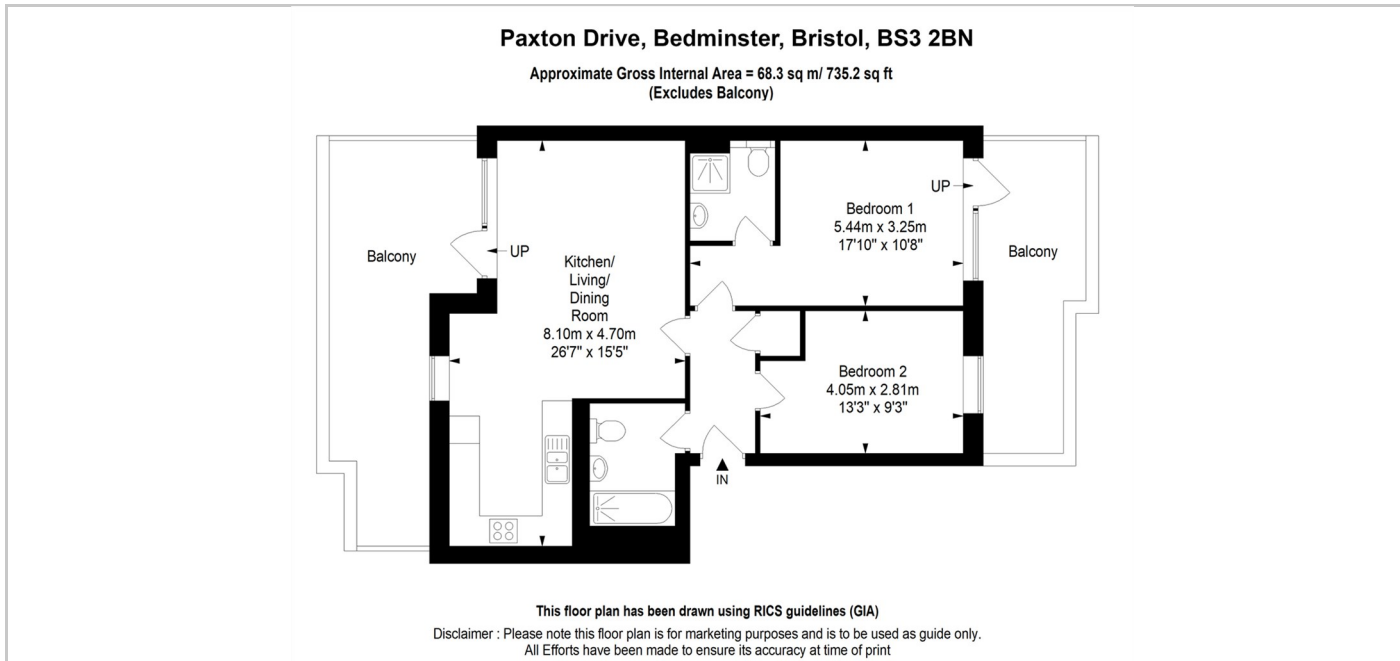 Paxton Drive, Bedminster, Bristol, BS3 2BN
Approximate Gross Internal Area = 68.3 sq m/ 735.2 sq ft
(Excludes Balcony)
Balcony
UP
Kitchen/
Living/
Dining
Room
8.10m x 4.70m
26'7" x 15'5"
Bedroom 1
5.44m x 3.25m
17'10" x 10'8"
UP
Balcony
Bedroom 2
4.05m x 2.81m
13'3" x 9'3"
IN
This floor plan has been drawn using RICS guidelines (GIA)
Disclaimer : Please note this floor plan is for marketing purposes and is to be used as guide only.
All Efforts have been made to ensure its accuracy at time of print